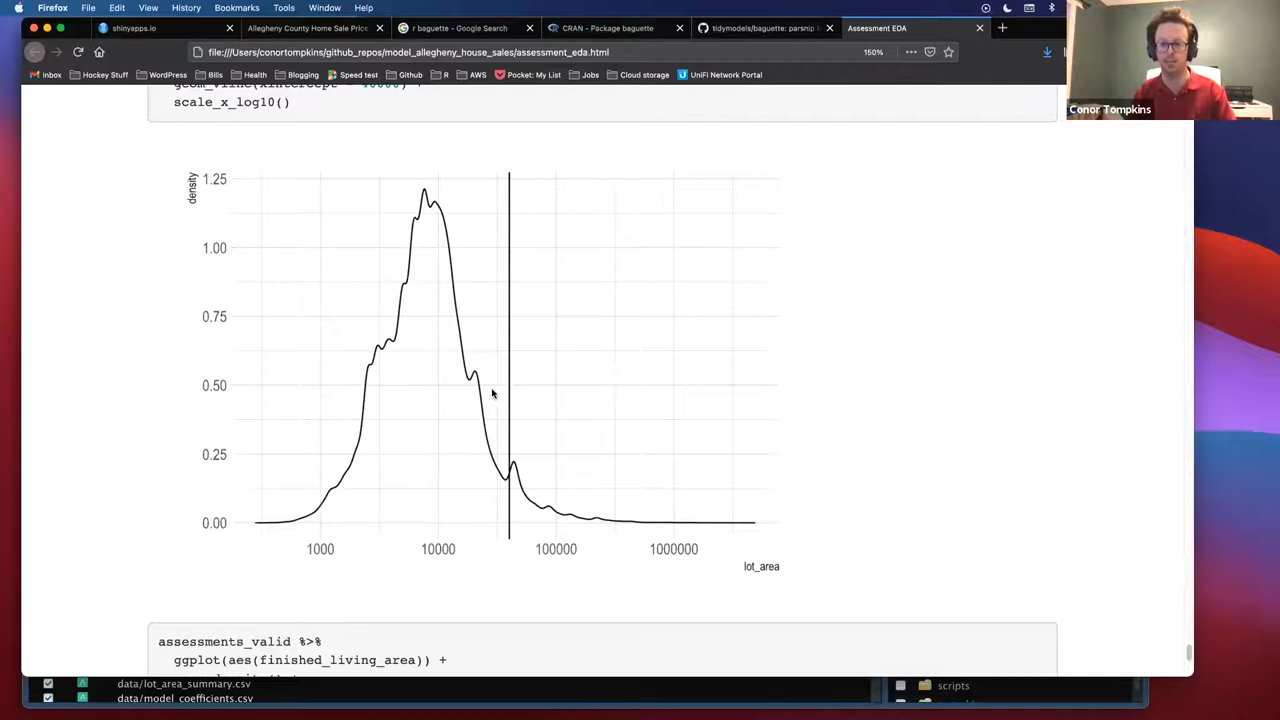 Firefox File Edit View History Bookmarks Tools Window Help
shinyapps.io
Allegheny County Home Sale Price
r baguette - Google Search
CRAN - Package baguette
tidymodels/baguette: parsnip
Assessment EDA
file:///Users/conortompkins/github_repos/model_allegheny_house_sales/assessment_eda.html
150%
Inbox Hockey Stuff WordPress Bills Health Blogging Speed test Github R AWS Pocket: My List Jobs Cloud storage UniFi Network Portal
Conor Tompkins
scale_x_log10()
density
1.25
1.00
0.75
0.50
0.25
0.00
1000 10000 100000 1000000
lot_area
assessments_valid %>%
ggplot(aes(finished_living_area)) +
data/lot_area_summary.csv
scripts
data/model_coefficients.csv